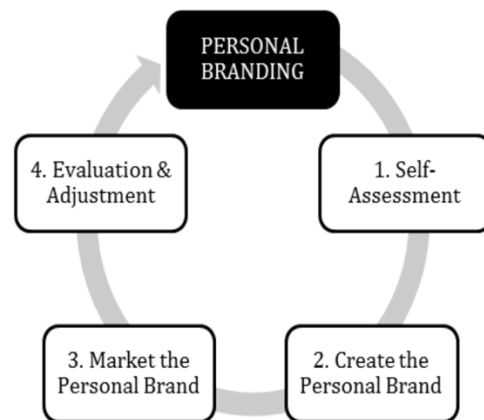 PERSONAL
BRANDING
1. Self-
Assessment
2. Create the
Personal Brand
3. Market the
Personal Brand
4. Evaluation &
Adjustment